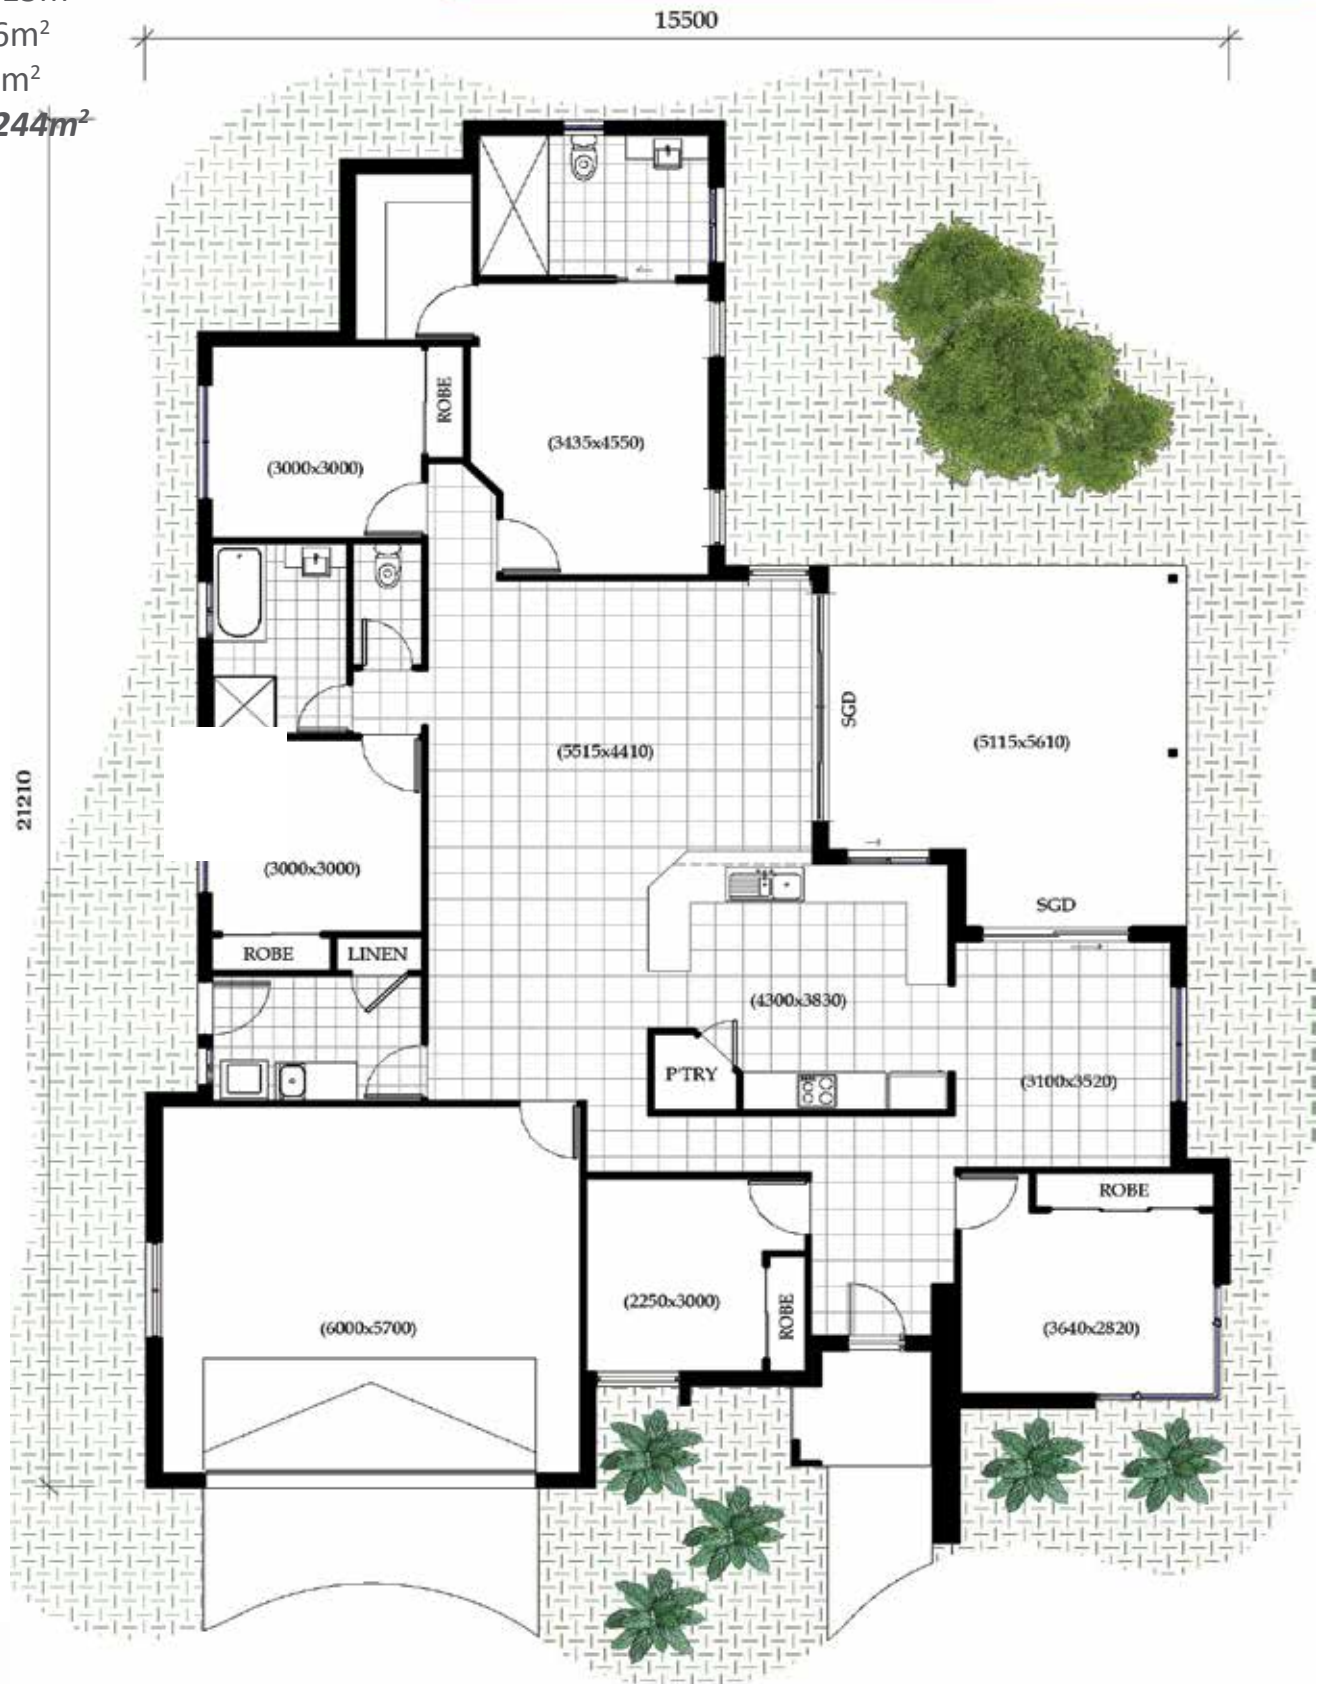 15500
6m²
m²
244m²
ROBE
(3435x4550)
(3000x3000)
SGD
(5515x4410)
(5115x5610)
21210
(3000x3000)
SGD
ROBE
LINEN
(4300x3830)
P'TRY
(3100x3520)
ROBE
(2250x3000)
ROBE
(6000x5700)
(3640x2820)